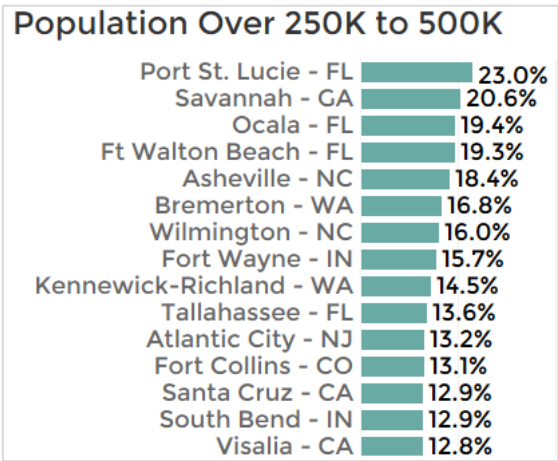 Population Over 250K to 500K
Port St. Lucie - FL 23.0%
Savannah - GA 20.6%
Ocala - FL 19.4%
Ft Walton Beach - FL 19.3%
Asheville - NC 18.4%
Bremerton - WA 16.8%
Wilmington - NC 16.0%
Fort Wayne - IN 15.7%
Kennewick-Richland - WA 14.5%
Tallahassee - FL 13.6%
Atlantic City - NJ 13.2%
Fort Collins - CO 13.1%
Santa Cruz - CA 12.9%
South Bend - IN 12.9%
Visalia - CA 12.8%